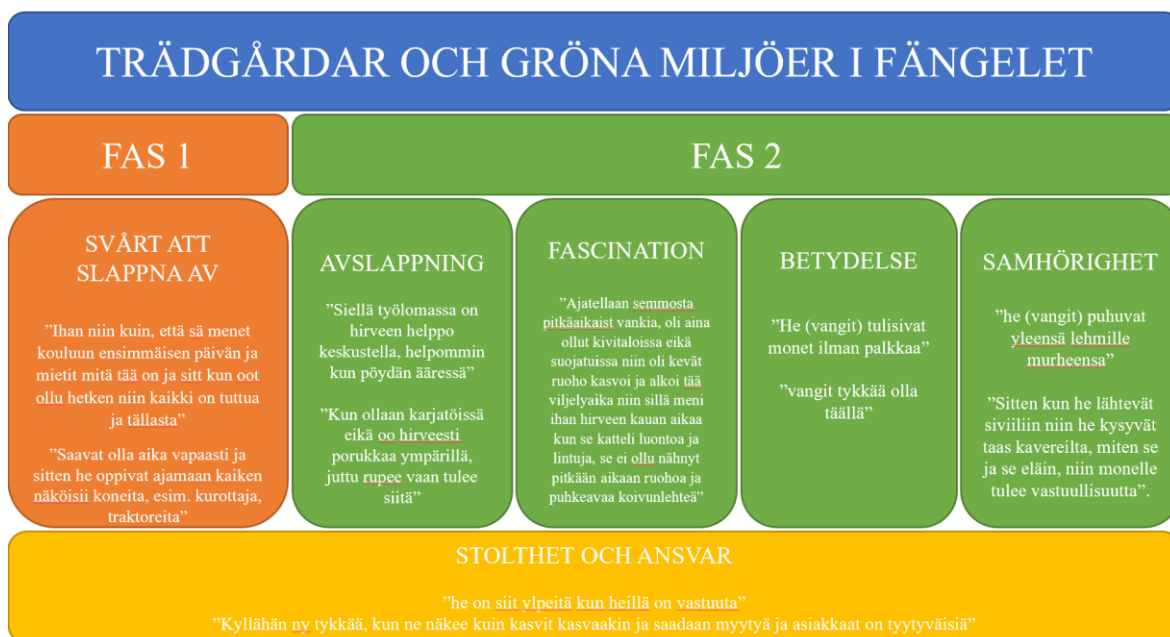 TRÄDGÅRDAR OCH GRÖNA MILJÖER I FÄNGELET
FAS 1
FAS 2
SVÅRT ATT
SLAPPNA AV
”Ihan niin kuin, että sä menet
kouluun ensimmäisen päivän ja
mietit mitä tää on ja sitt kun oot
ollu hetken niin kaikki on tuttua
ja tällasta”
”Saavat olla aika vapaasti ja
sitten he oppivat ajamaan kaiken
näköisii koneita, esim. kurottaja,
traktoreita”
AVSLAPPNING
”Siellä työlomassa on
hirveen helppo
keskustella, helpommin
kun pöydän ääressä”
”Kun ollaan karjatöissä
eikä oo hirveesti
porukkaa ympärillä,
juttu rupee vaan tulee
siitä”
FASCINATION
”Ajatellaan semmosta
pitkäaikaist vankia, oli aina
ollut kivitaloissa eikä
suojatuissa niin oli kevät
ruoho kasvoi ja alkoi tää
viljelyaika niin sillä meni
ihan hirveen kauan aikaa
kun se katteli luontoa ja
lintuja, se ei ollu nähnyt
pitkään aikaan ruohoa ja
puhkeavaa koivunlehteä”
BETYDELSE
”He (vangit) tulisivat
monet ilman palkkaa”
”vangit tykkää olla
täällä”
SAMHÖRIGHET
”he (vangit) puhuvat
yleensä lehmille
murheensa”
”Sitten kun he lähtevät
siviiliin niin he kysyvät
taas kavereilta, miten se
ja se eläin, niin monelle
tulee vastuullisuutta”.
STOLTHET OCH ANSVAR
”he on siit ylpeitä kun heillä on vastuuta”
”Kyllähän ny tykkää, kun ne näkee kuin kasvit kasvaakin ja saadaan myytyä ja asiakkaat on tyytyväisiä”